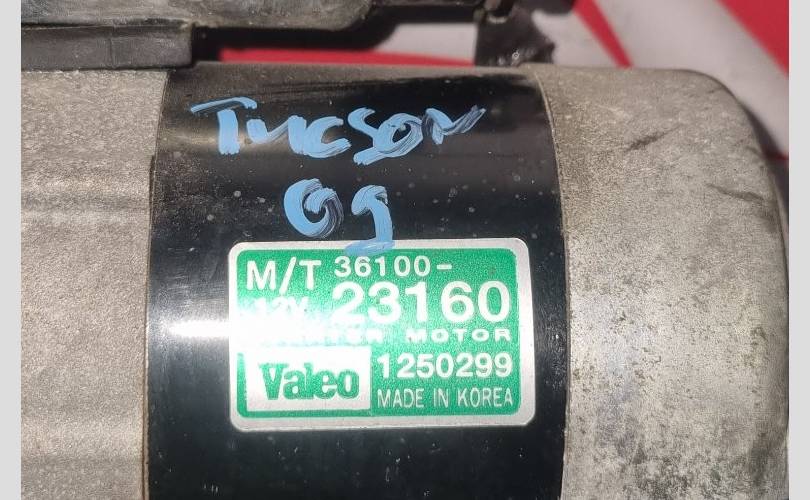 Tucson
09
M/T 36100-
12V 23160
STARTER MOTOR
Valeo 1250299
MADE IN KOREA